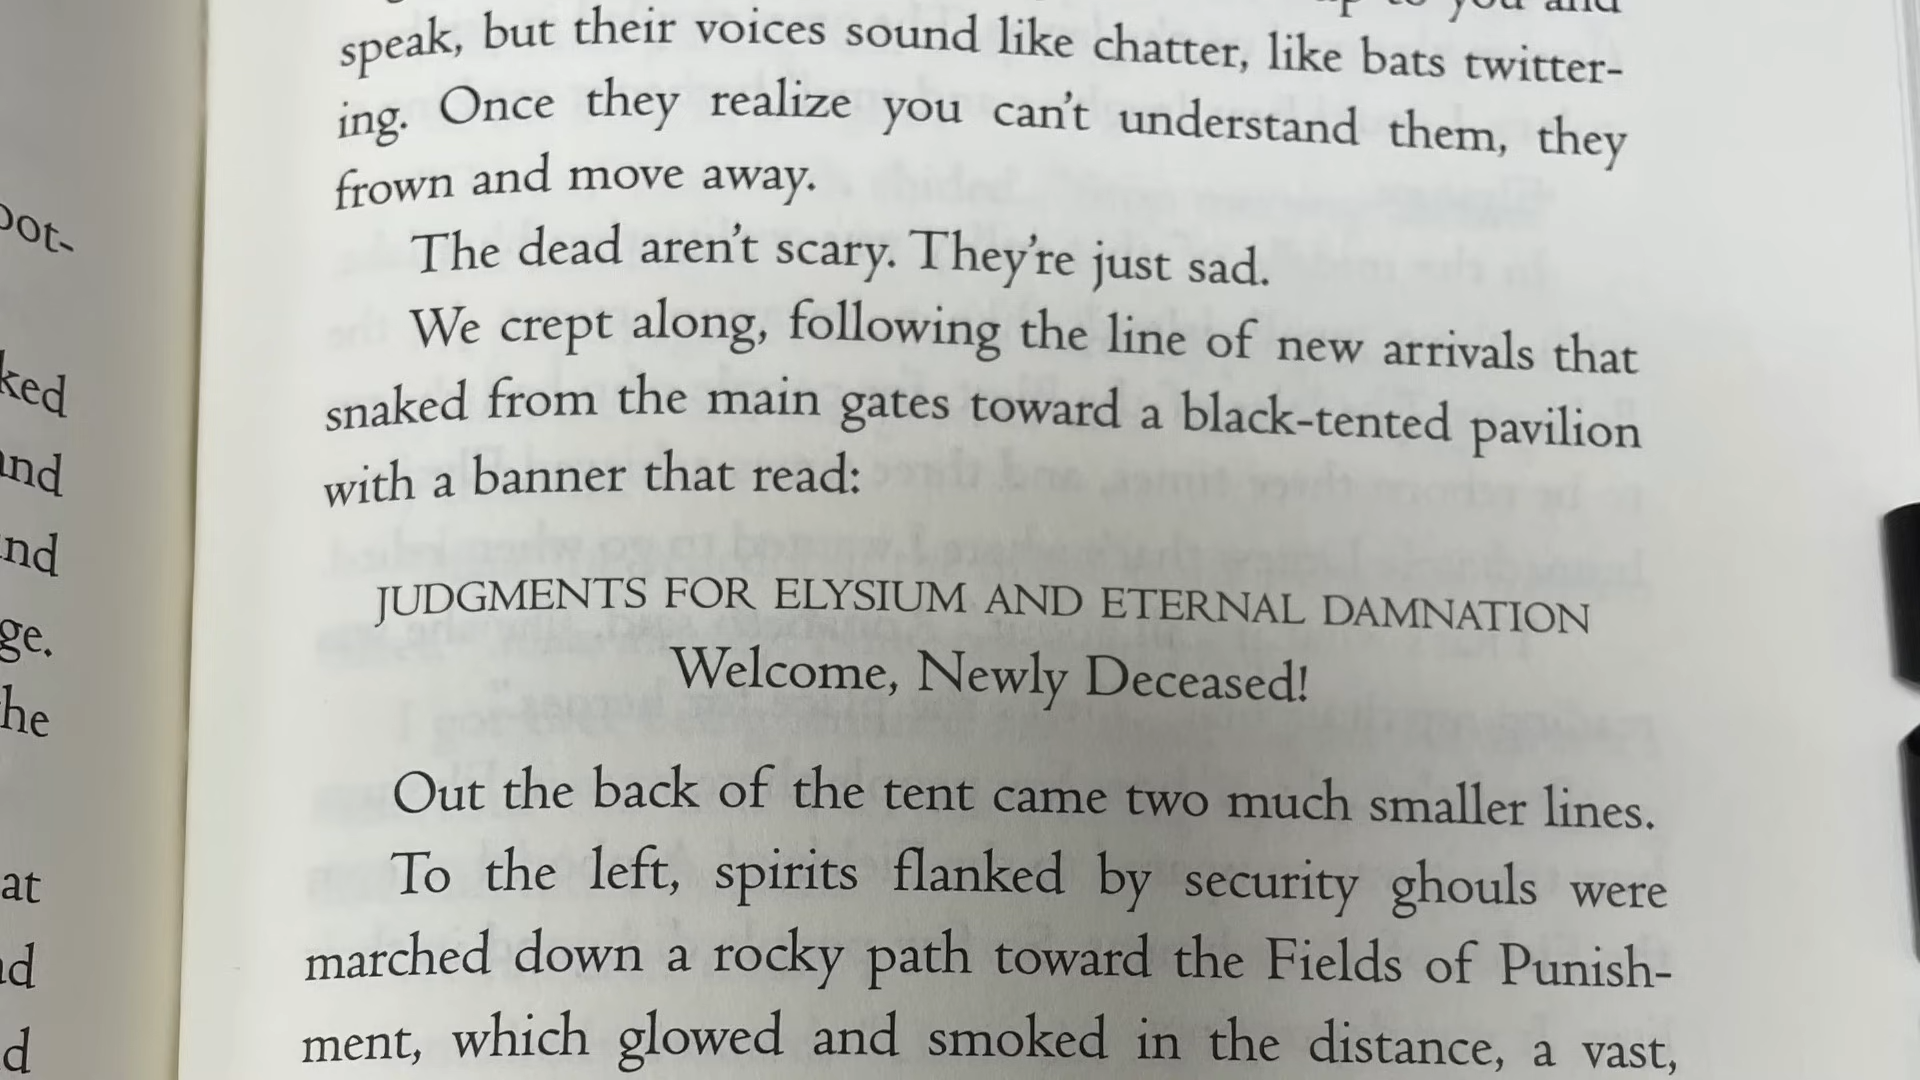 to you and
speak, but their voices sound like chatter, like bats twitter-
ing. Once they realize you can't understand them, they
frown and move away.
The dead aren't scary. They're just sad.
We crept along, following the line of new arrivals that
snaked from the main gates toward a black-tented pavilion
with a banner that read:
JUDGMENTS FOR ELYSIUM AND ETERNAL DAMNATION
Welcome, Newly Deceased!
Out the back of the tent came two much smaller lines.
To the left, spirits flanked by security ghouls were
marched down a rocky path toward the Fields of Punish-
ment, which glowed and smoked in the distance, a vast,